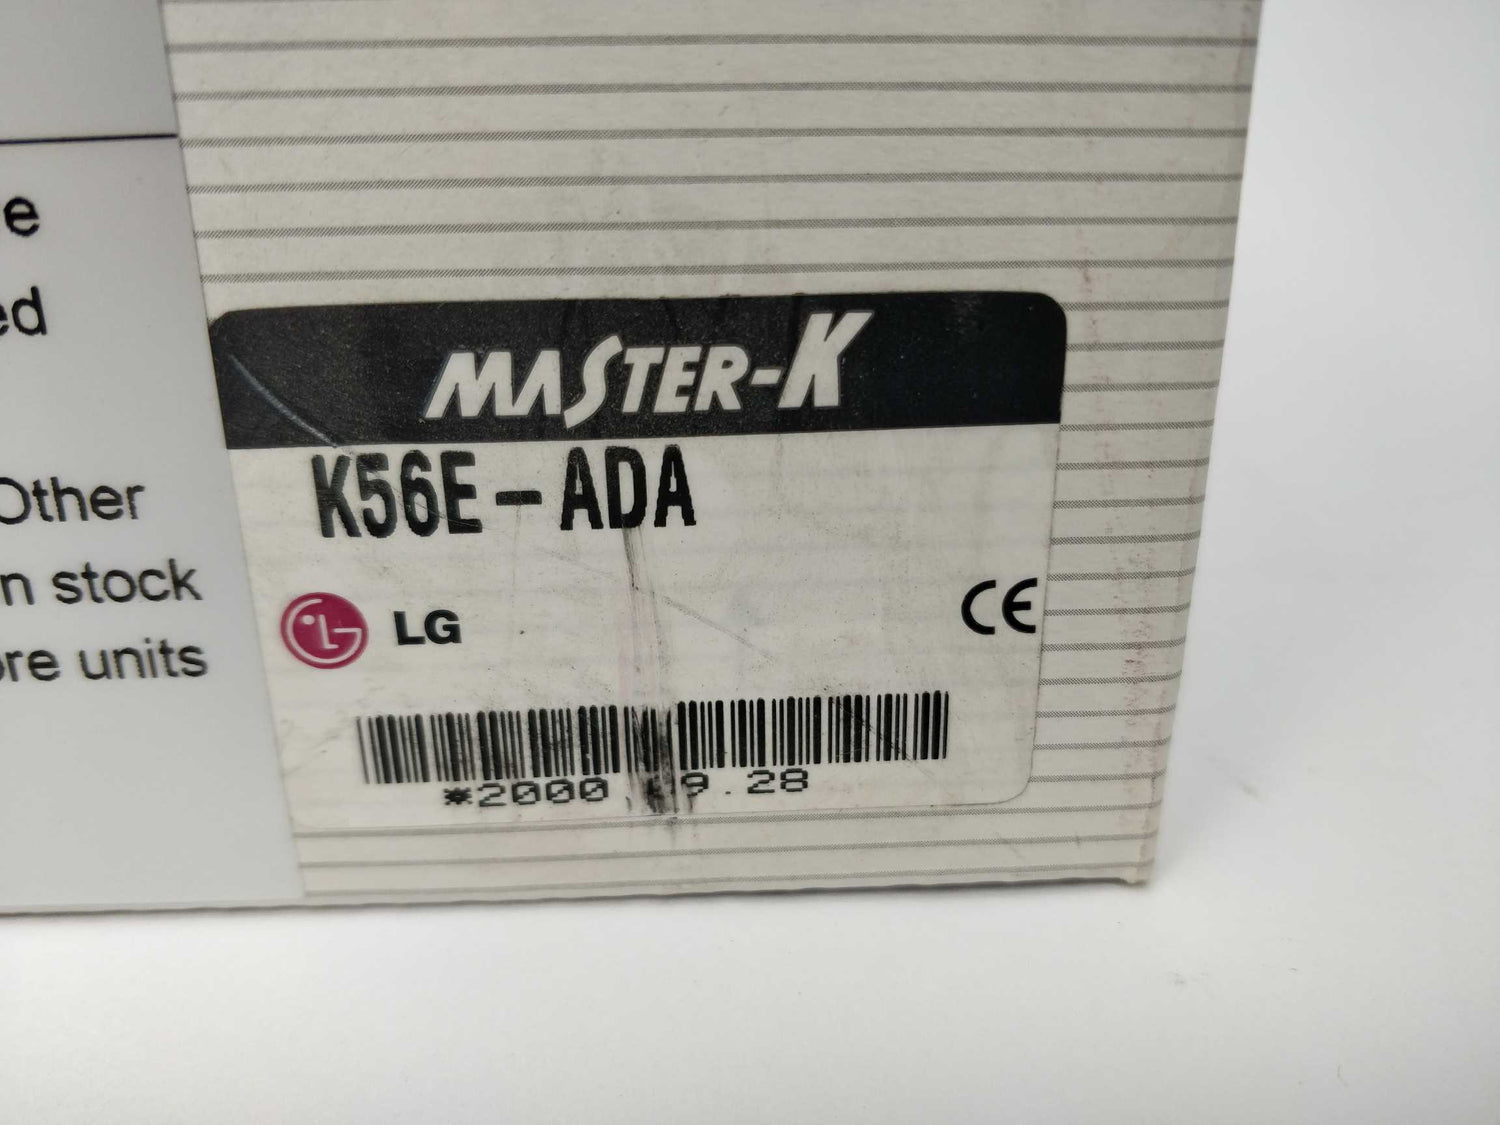 e
ed
Other
n stock
ore units
MASTER-K
K56E-ADA
LG
CE
*2000 9.28